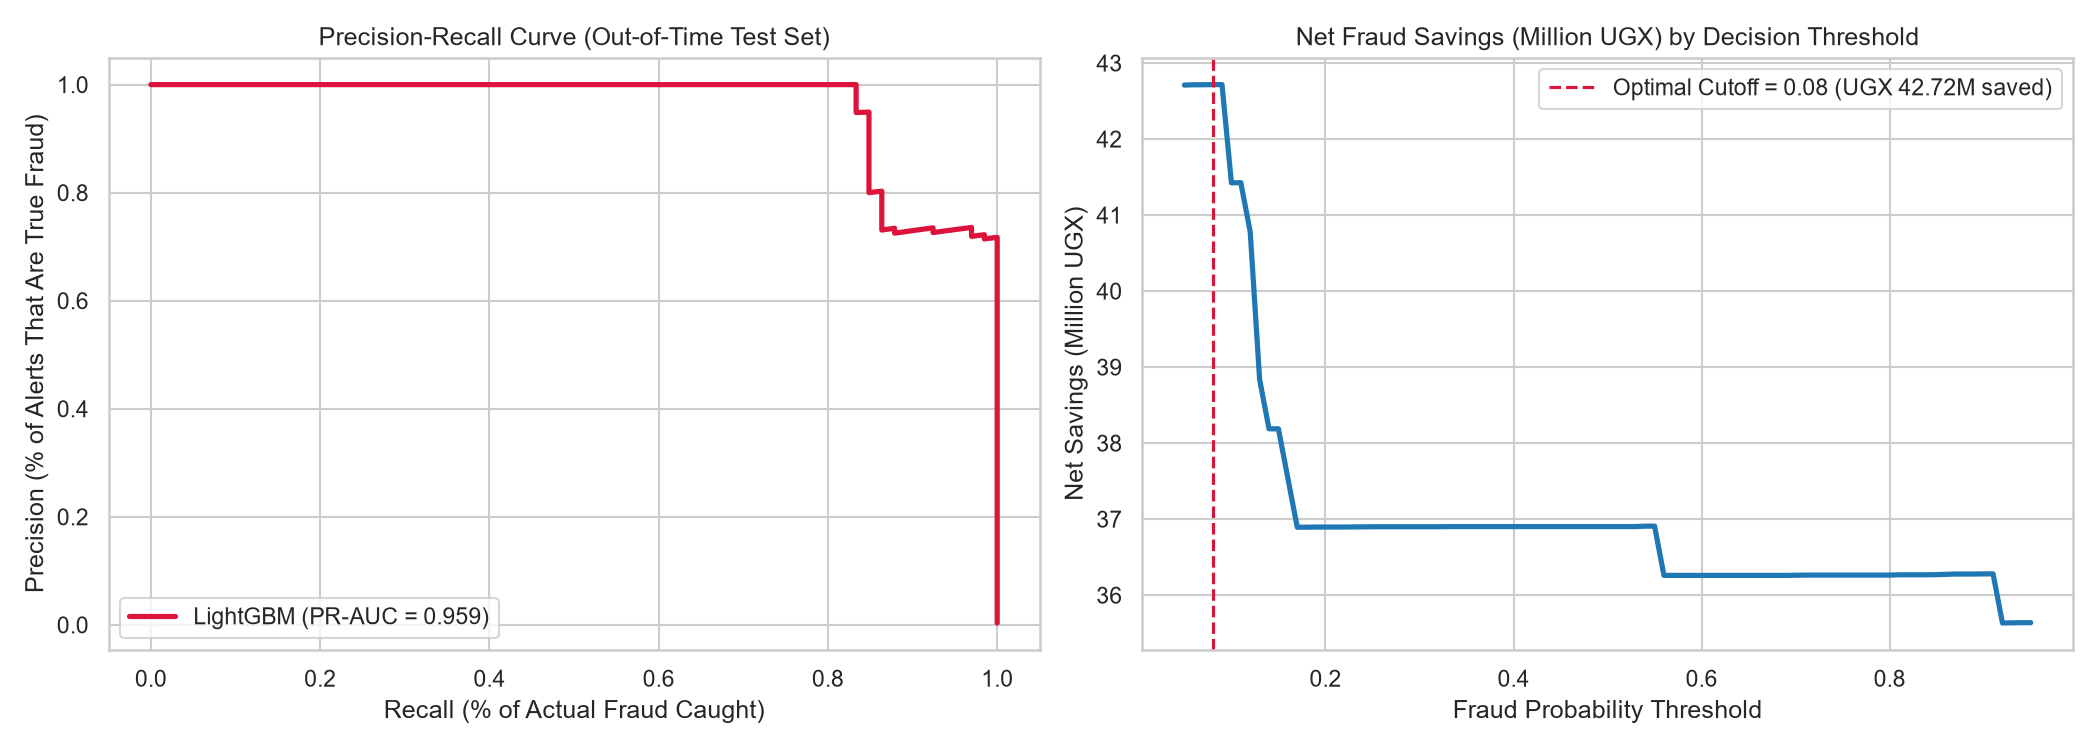 Precision-Recall Curve (Out-of-Time Test Set)
Precision (% of Alerts That Are True Fraud)
1.0
0.8
0.6
0.4
0.2
0.0
LightGBM (PR-AUC = 0.959)
0.0 0.2 0.4 0.6 0.8 1.0
Recall (% of Actual Fraud Caught)
Net Fraud Savings (Million UGX) by Decision Threshold
Net Savings (Million UGX)
43
42
41
40
39
38
37
36
Optimal Cutoff = 0.08 (UGX 42.72M saved)
0.2 0.4 0.6 0.8
Fraud Probability Threshold